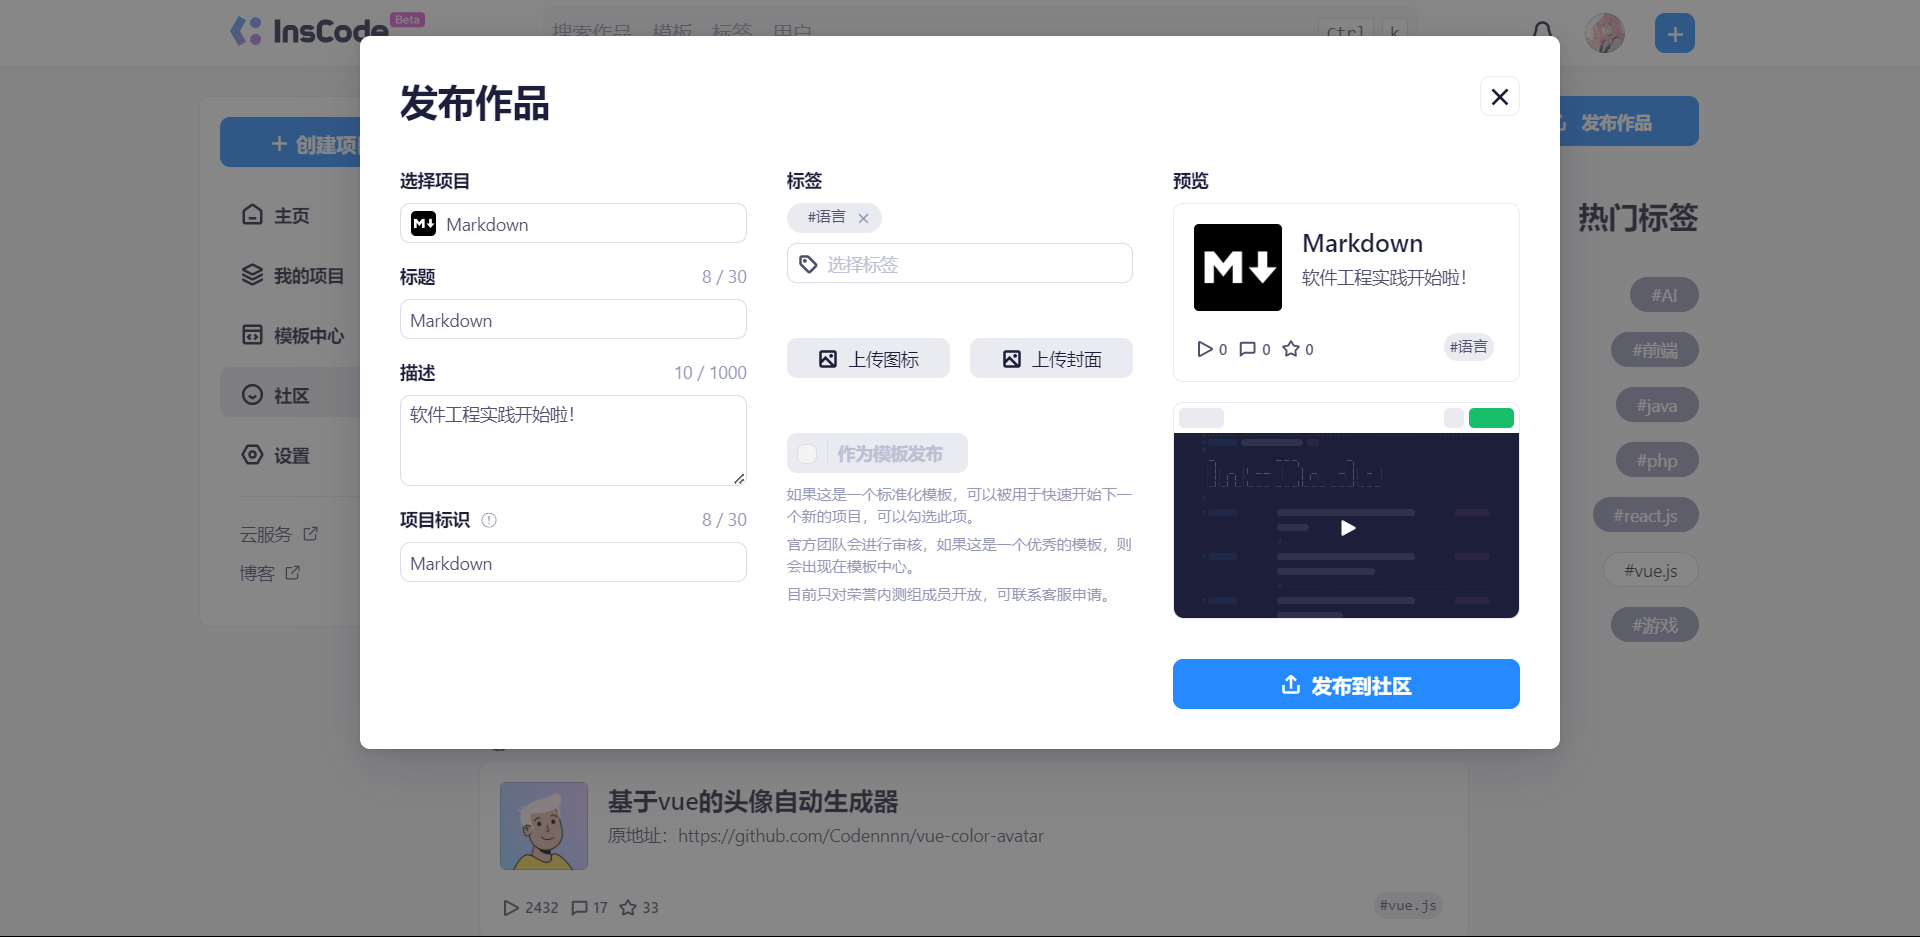 InsCode
Beta
搜索作品、模板、标签、用户
Ctrl
k
创建项
主页
我的项目
模板中心
社区
设置
云服务
博客
发布作品
选择项目
M↓ Markdown
标题
8 / 30
Markdown
描述
10 / 1000
软件工程实践开始啦！
项目标识
8 / 30
Markdown
标签
#语言
选择标签
上传图标
上传封面
作为模板发布
如果这是一个标准化模板，可以被用于快速开始下一
个新的项目，可以勾选此项。
官方团队会进行审核，如果这是一个优秀的模板，则
会出现在模板中心。
目前只对荣誉内测组成员开放，可联系客服申请。
预览
M↓
Markdown
软件工程实践开始啦！
0
0
0
#语言
发布到社区
发布作品
热门标签
#AI
#前端
#java
#php
#react.js
#vue.js
#游戏
基于vue的头像自动生成器
原地址：https://github.com/Codennnn/vue-color-avatar
2432
17
33
#vue.js